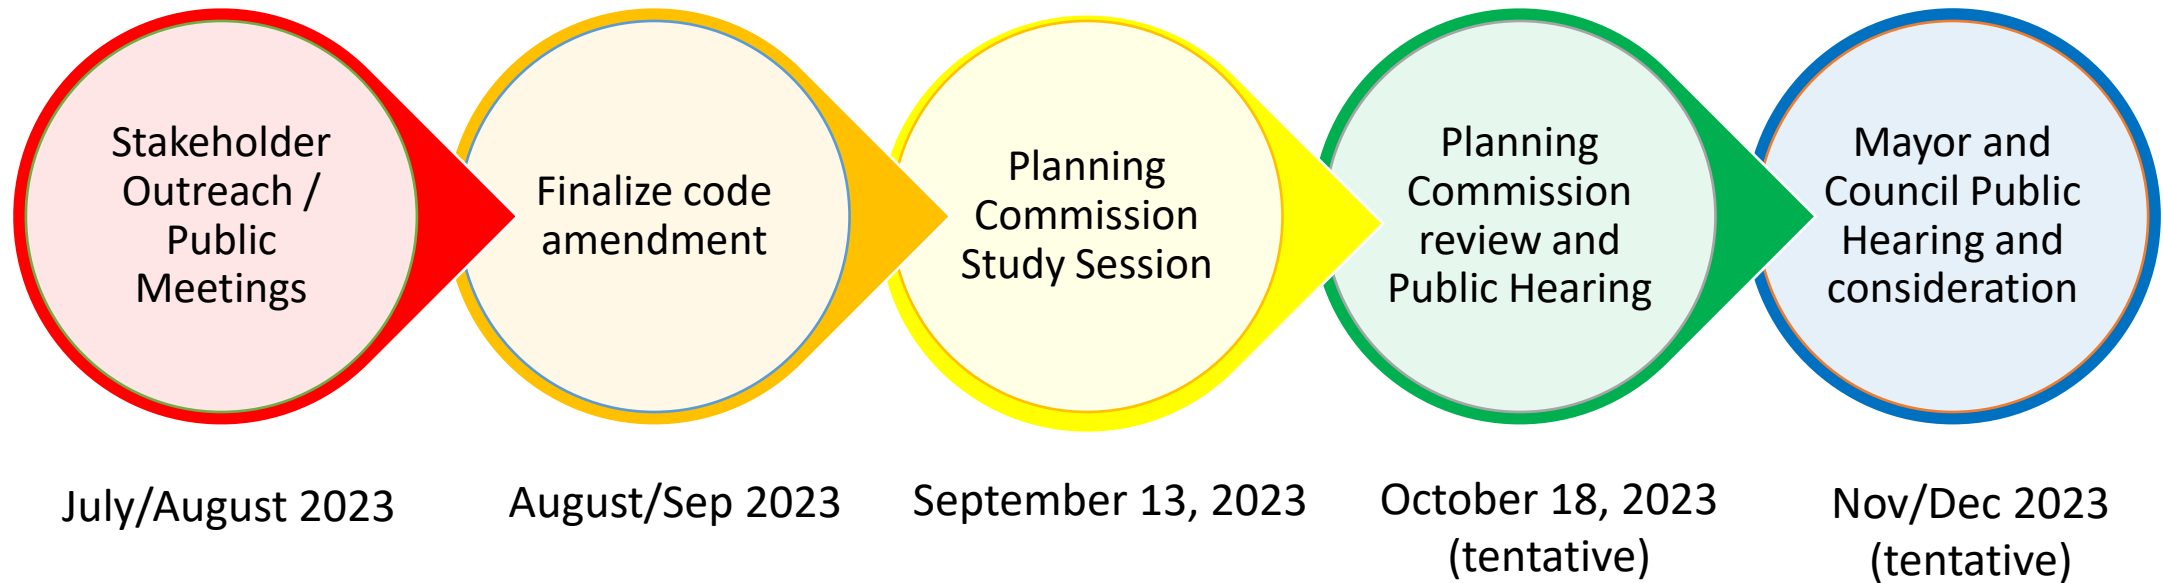 Stakeholder
Outreach /
Public
Meetings
Finalize code
amendment
Planning
Commission
Study Session
Planning
Commission
review and
Public Hearing
Mayor and
Council Public
Hearing and
consideration
July/August 2023
August/Sep 2023
September 13, 2023
October 18, 2023
(tentative)
Nov/Dec 2023
(tentative)